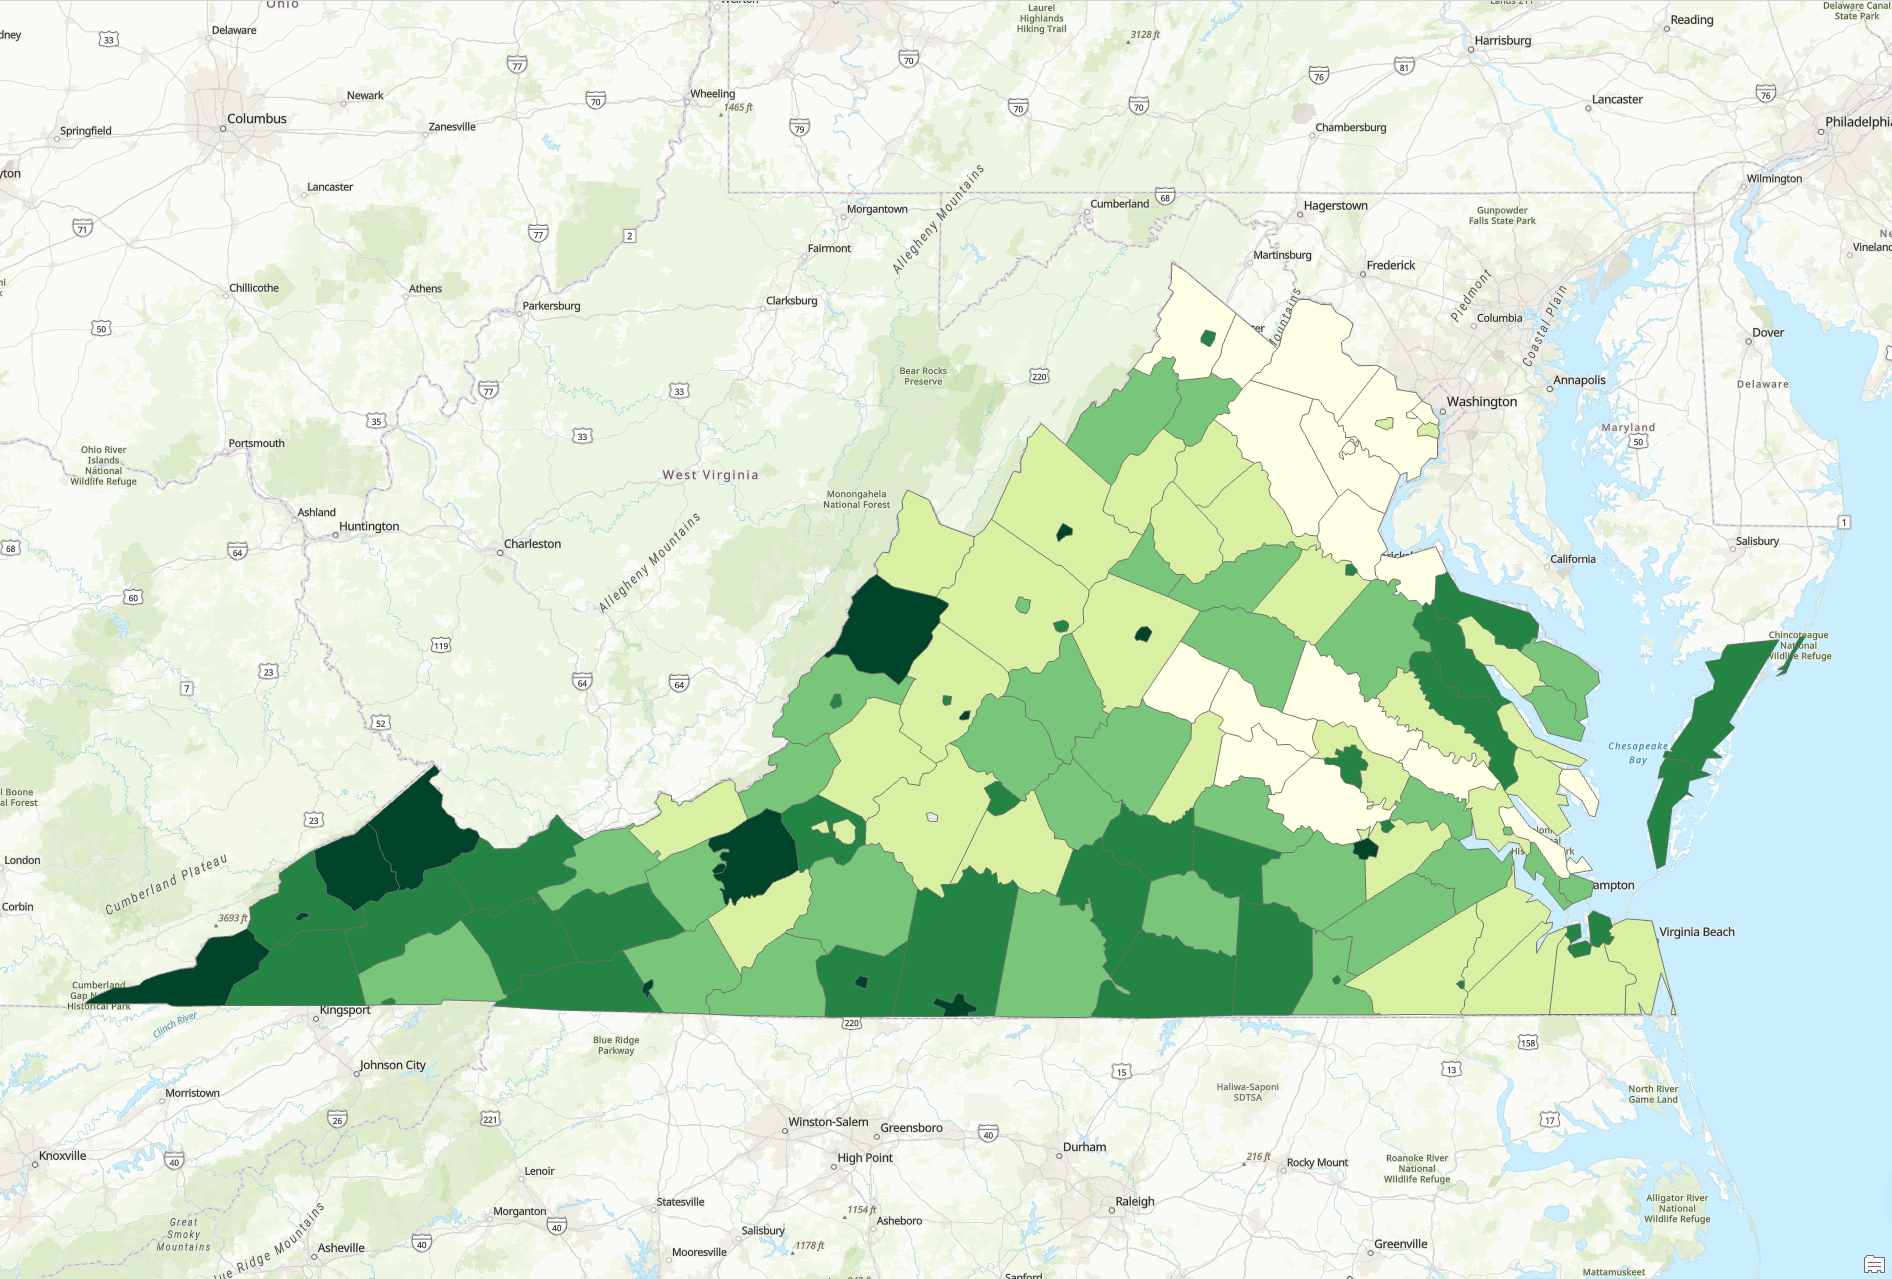 Ohio
Weirton
Laurel
Highlands
Hiking Trail
3128 ft
Reading
Delaware Canal
State Park
33
Delaware
77
70
Harrisburg
76
81
Newark
70
Wheeling
1465 ft
70
70
Lancaster
76
Columbus
Springfield
Zanesville
79
Chambersburg
Philadelphia
Lancaster
Wilmington
Morgantown
Allegheny Mountains
Cumberland
68
Hagerstown
Gunpowder
Falls State Park
71
77
2
Fairmont
Martinsburg
Frederick
Piedmont
Chillicothe
Athens
Parkersburg
Clarksburg
Columbia
Coastal Plain
50
Dover
Bear Rocks
Preserve
220
77
33
Annapolis
Washington
Delaware
35
33
Maryland
50
Portsmouth
Ohio River
Islands
National
Wildlife Refuge
West Virginia
Monongahela
National Forest
Ashland
Huntington
1
68
64
Charleston
Allegheny Mountains
California
Salisbury
60
119
Chincoteague
National
Wildlife Refuge
23
7
64
64
52
Chesapeake
Bay
23
London
Cumberland Plateau
Corbin
3693 ft
Virginia Beach
Cumberland
Gap National
Historical Park
Kingsport
Clinch River
220
Blue Ridge
Parkway
158
Johnson City
15
13
Morristown
Haliwa-Saponi
SDTSA
North River
Game Land
26
221
Winston-Salem
Greensboro
40
17
Knoxville
40
High Point
Durham
Lenoir
216 ft
Rocky Mount
Roanoke River
National
Wildlife Refuge
Statesville
Raleigh
Alligator River
National
Wildlife Refuge
Great
Smoky
Mountains
Morganton
40
1154 ft
Asheboro
40
Salisbury
1178 ft
Asheville
Blue Ridge Mountains
Mooresville
Greenville
Sanford
Mattamuskeet